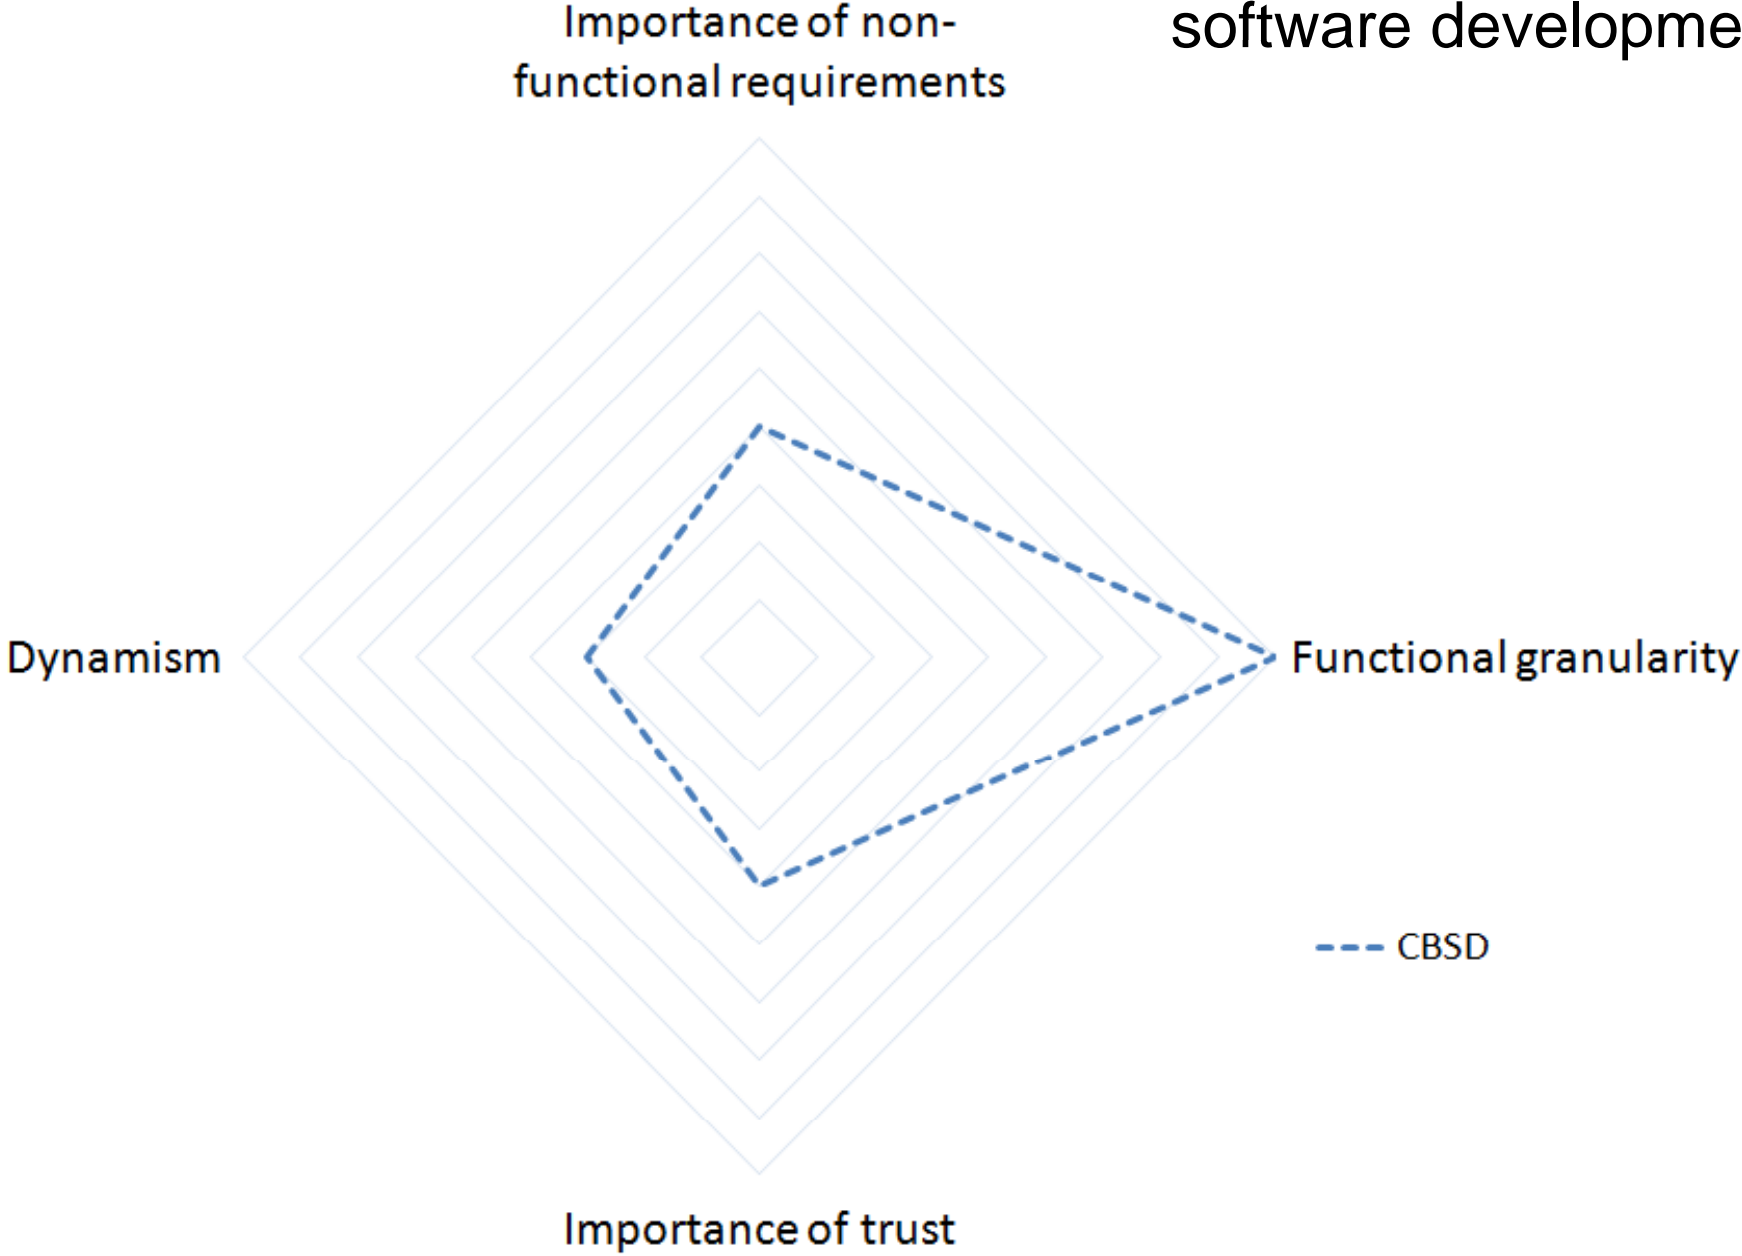 software developme
Importance of non-
functional requirements
Dynamism
Functional granularity
CBSD
Importance of trust